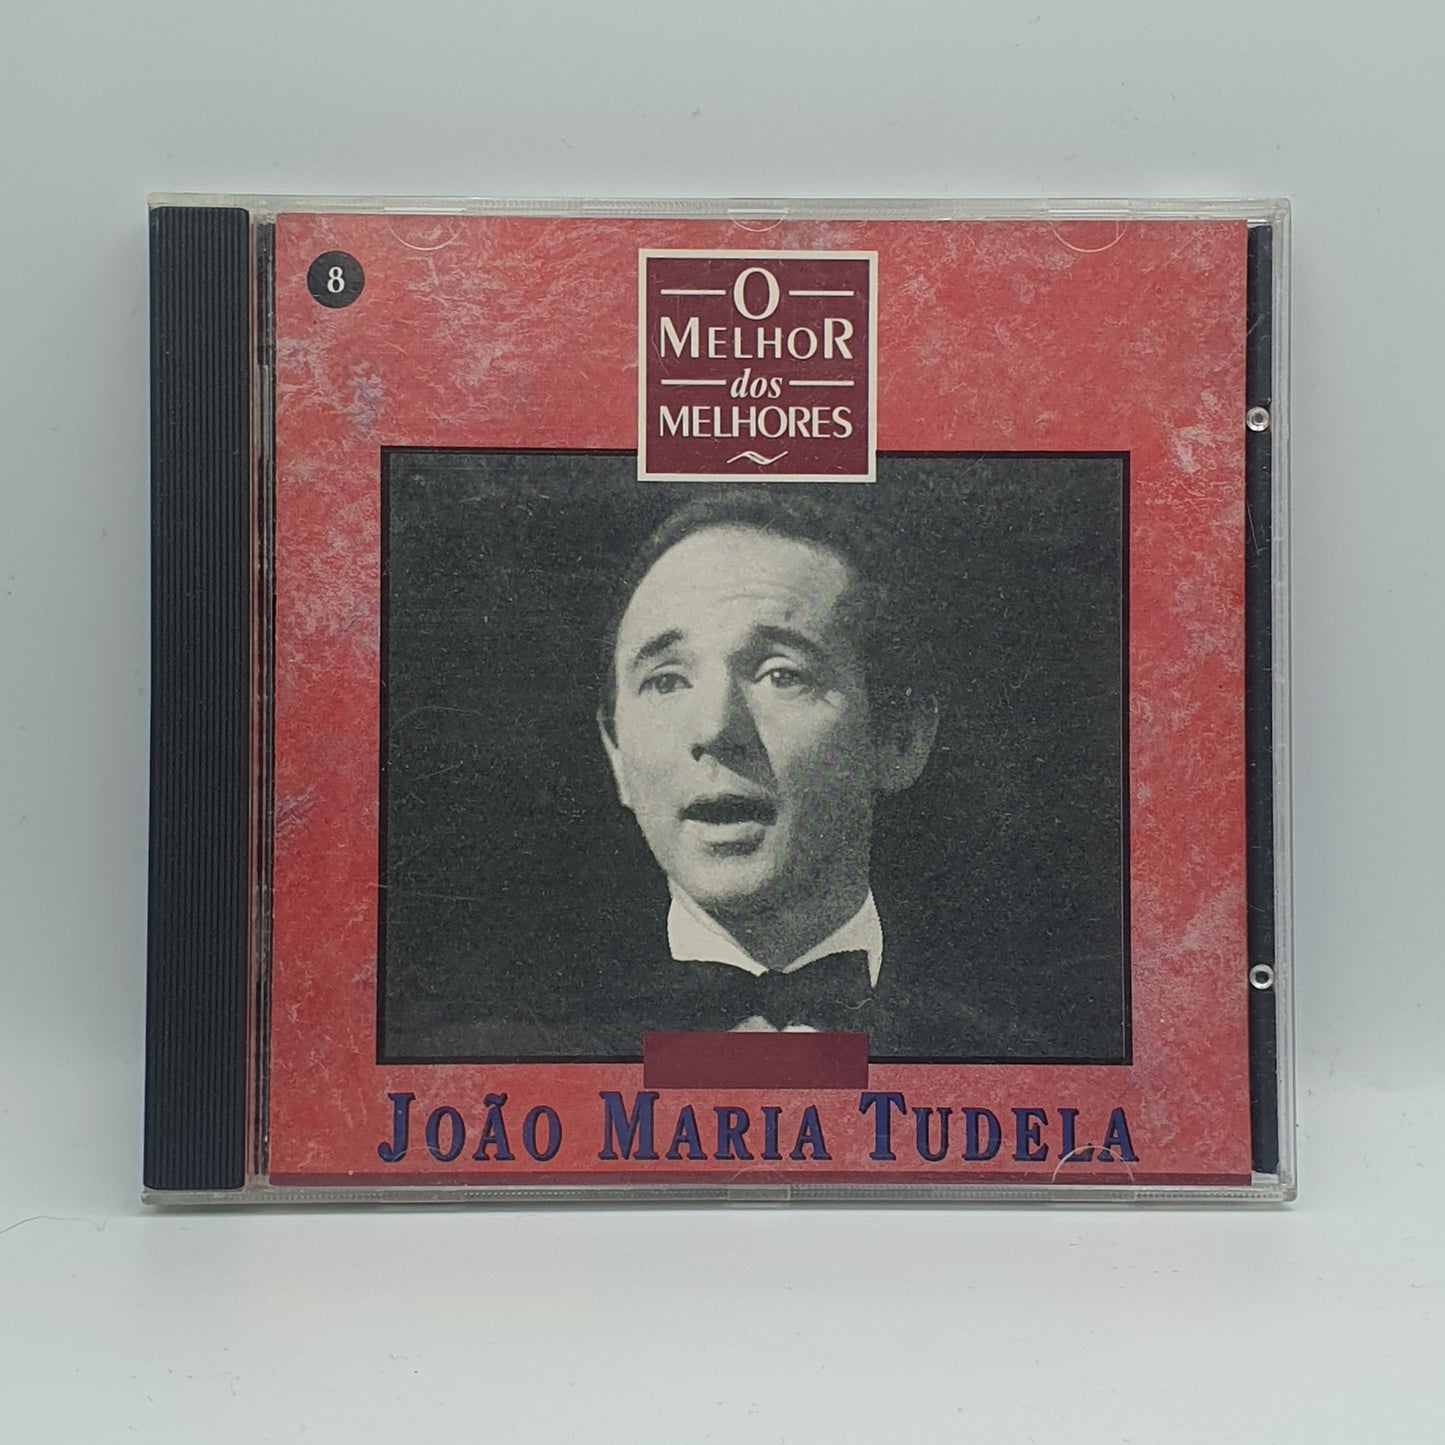 8
O
MELHOR
dos
MELHORES
JOÃO MARIA TUDELA